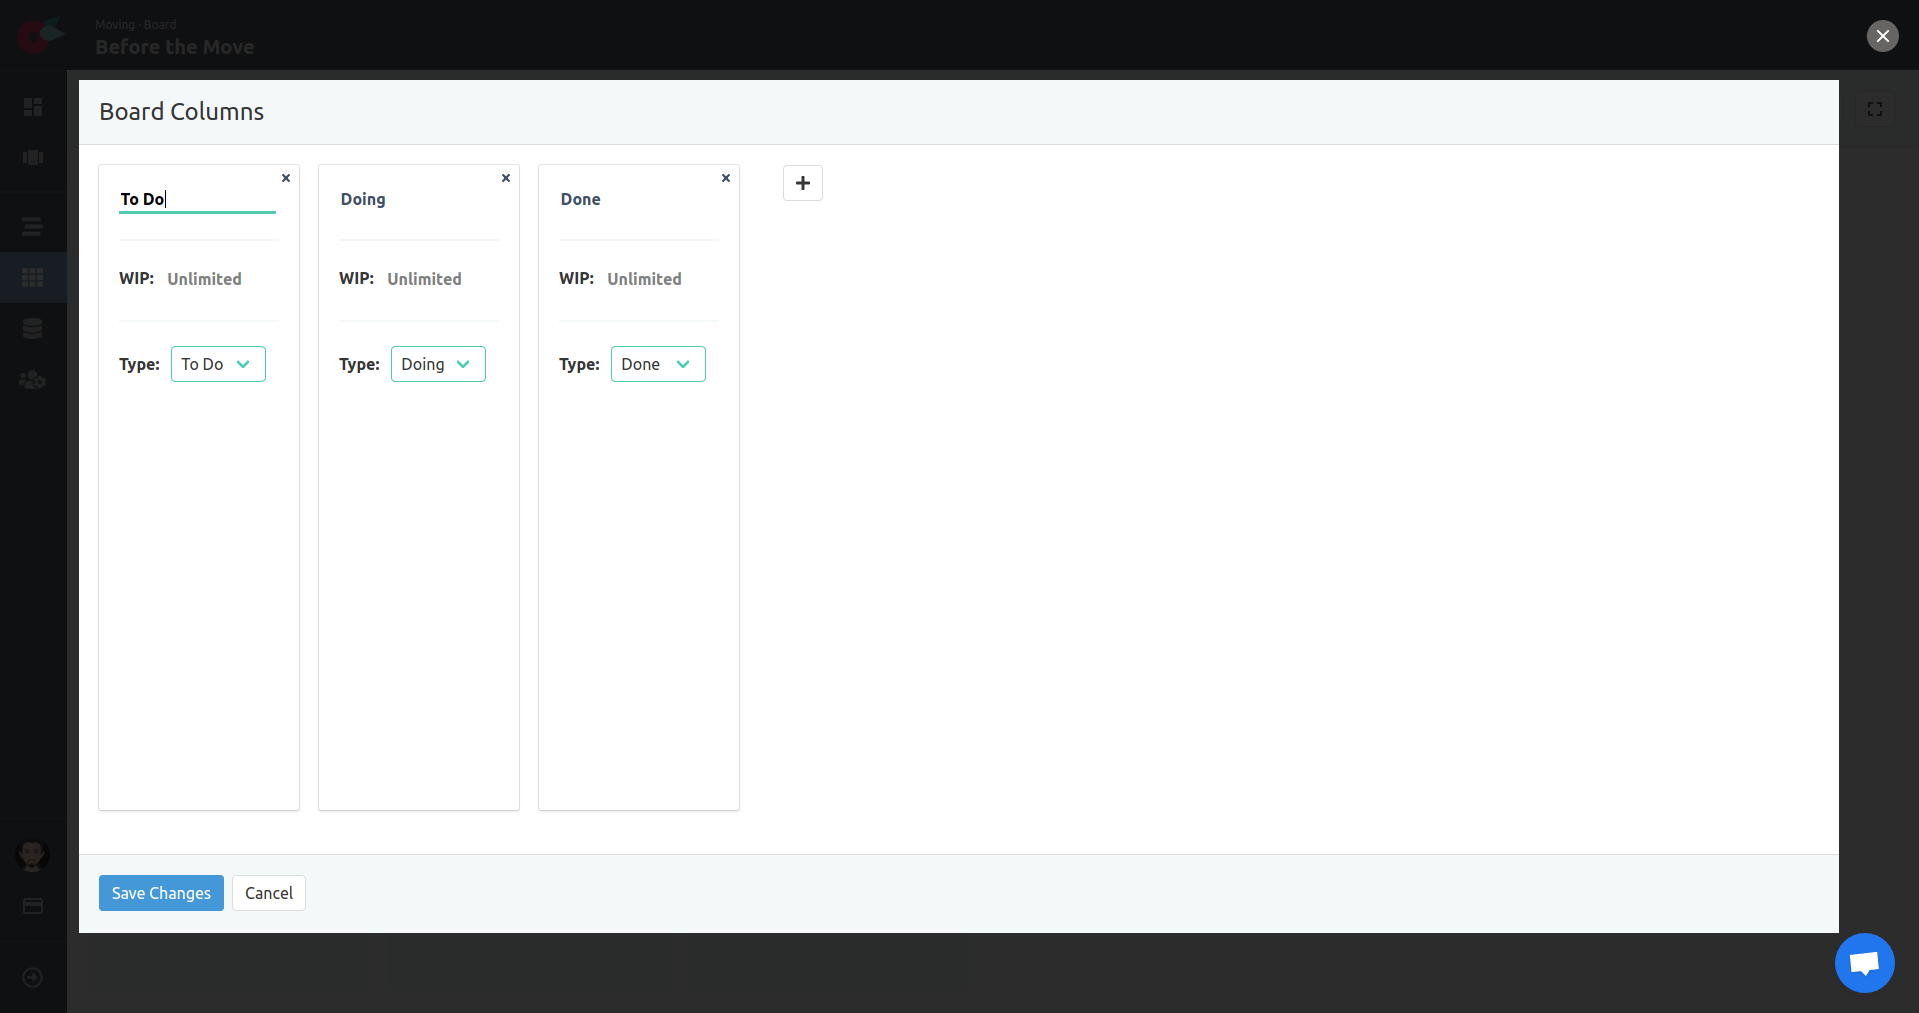 Moving · Board
Before the Move
Board Columns
To Do
WIP: Unlimited
Type: To Do
Doing
WIP: Unlimited
Type: Doing
Done
WIP: Unlimited
Type: Done
Save Changes
Cancel